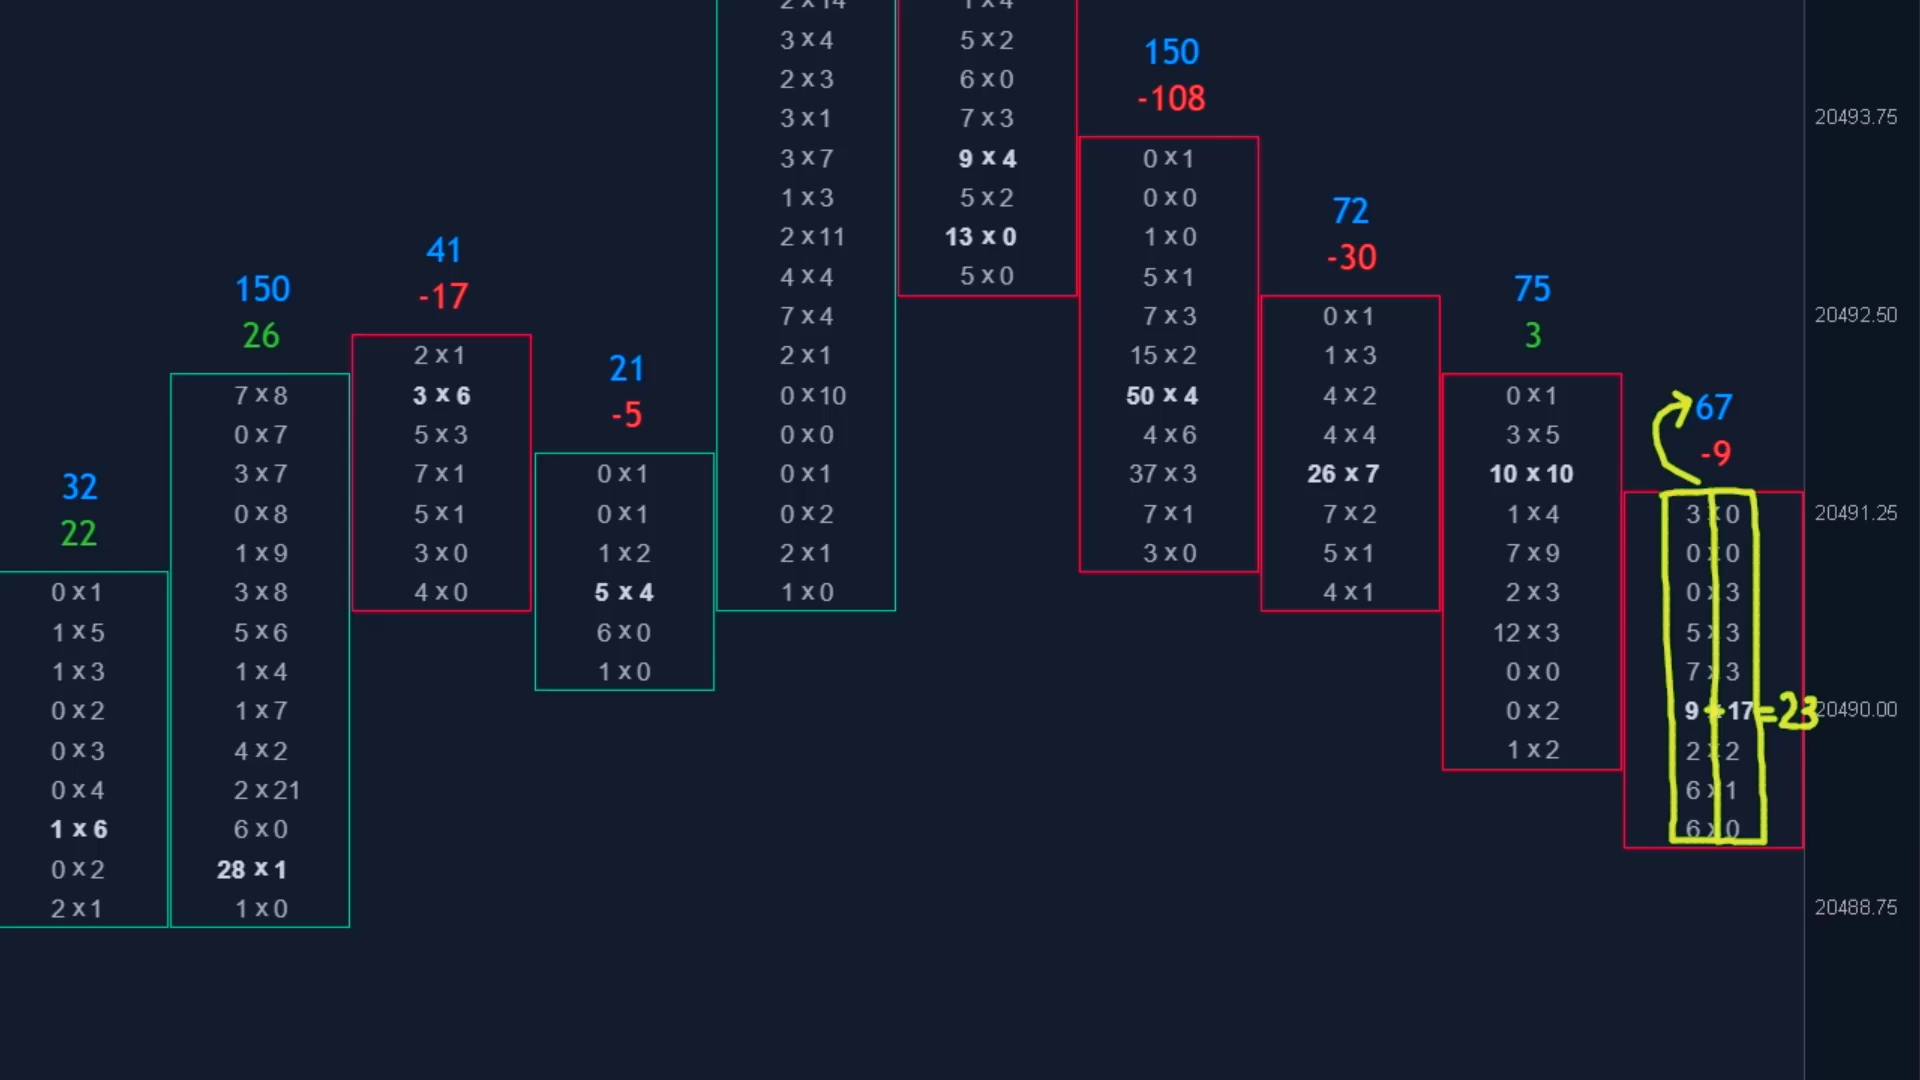 32
22
0 x 1
1 x 5
1 x 3
0 x 2
0 x 3
0 x 4
1 x 6
0 x 2
2 x 1
150
26
7 x 8
0 x 7
3 x 7
0 x 8
1 x 9
3 x 8
5 x 6
1 x 4
1 x 7
4 x 2
2 x 21
6 x 0
28 x 1
1 x 0
41
-17
2 x 1
3 x 6
5 x 3
7 x 1
5 x 1
3 x 0
4 x 0
21
-5
0 x 1
0 x 1
1 x 2
5 x 4
6 x 0
1 x 0
2 x 14
3 x 4
2 x 3
3 x 1
3 x 7
1 x 3
2 x 11
4 x 4
7 x 4
2 x 1
0 x 10
0 x 0
0 x 1
0 x 2
2 x 1
1 x 0
1 x 4
5 x 2
6 x 0
7 x 3
9 x 4
5 x 2
13 x 0
5 x 0
150
-108
0 x 1
0 x 0
1 x 0
5 x 1
7 x 3
15 x 2
50 x 4
4 x 6
37 x 3
7 x 1
3 x 0
72
-30
0 x 1
1 x 3
4 x 2
4 x 4
26 x 7
7 x 2
5 x 1
4 x 1
75
3
0 x 1
3 x 5
10 x 10
1 x 4
7 x 9
2 x 3
12 x 3
0 x 0
0 x 2
1 x 2
67
-9
3 x 0
0 x 0
0 x 3
5 x 3
7 x 3
9 + 17 = 23
2 x 2
6 x 1
6 x 0
20493.75
20492.50
20491.25
20490.00
20488.75